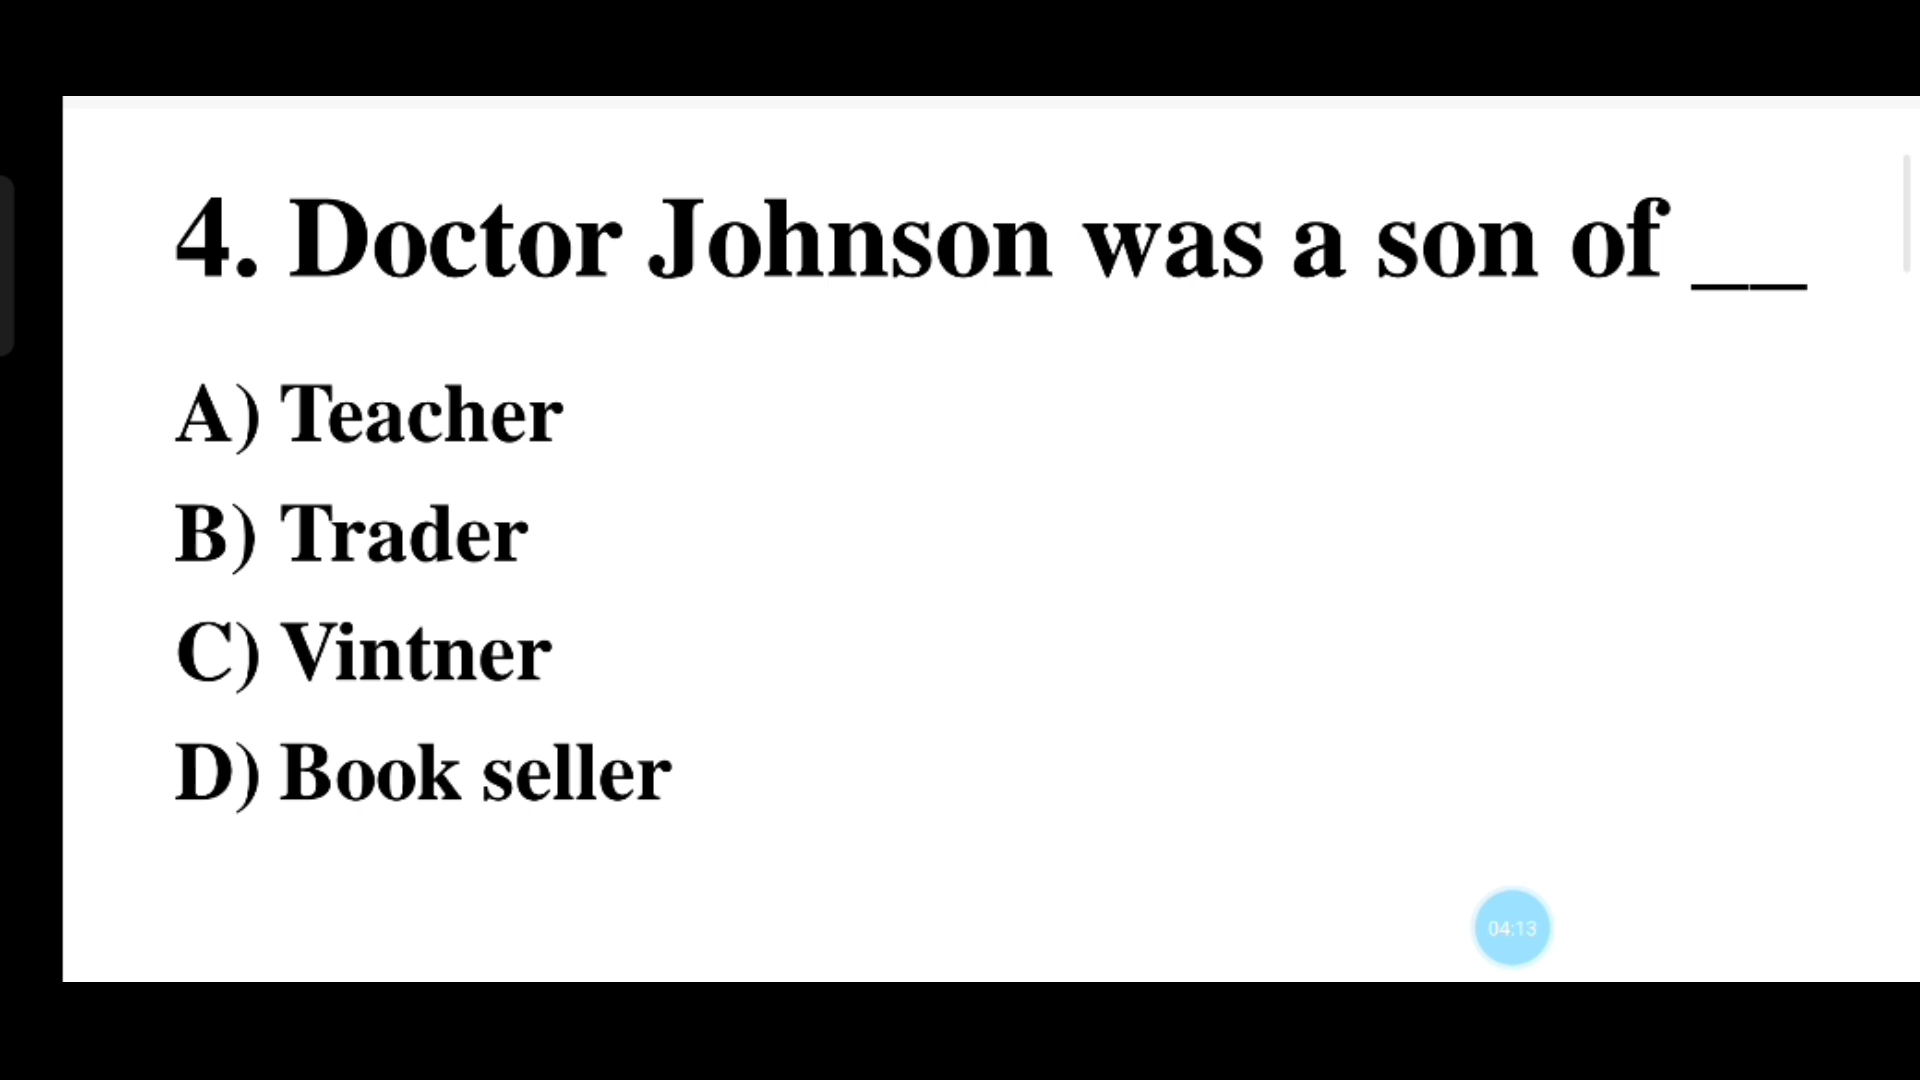 4. Doctor Johnson was a son of __
A) Teacher
B) Trader
C) Vintner
D) Book seller
04:13